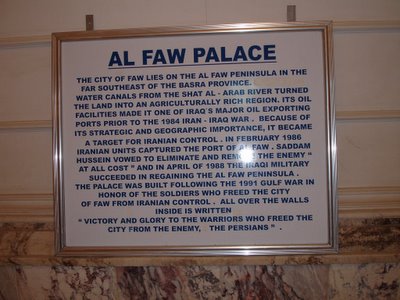 AL FAW PALACE
THE CITY OF FAW LIES ON THE AL FAW PENINSULA IN THE
FAR SOUTHEAST OF THE BASRA PROVINCE.
WATER CANALS FROM THE SHAT AL - ARAB RIVER TURNED
THE LAND INTO AN AGRICULTURALLY RICH REGION. ITS OIL
FACILITIES MADE IT ONE OF IRAQ'S MAJOR OIL EXPORTING
PORTS PRIOR TO THE 1984 IRAN - IRAQ WAR . BECAUSE OF
ITS STRATEGIC AND GEOGRAPHIC IMPORTANCE, IT BECAME
A TARGET FOR IRANIAN CONTROL . IN FEBRUARY 1986
IRANIAN UNITS CAPTURED THE PORT OF AL FAW . SADDAM
HUSSEIN VOWED TO ELIMINATE AND REMOVE THE ENEMY "
AT ALL COST " AND IN APRIL OF 1988 THE IRAQI MILITARY
SUCCEEDED IN REGAINING THE AL FAW PENINSULA .
THE PALACE WAS BUILT FOLLOWING THE 1991 GULF WAR IN
HONOR OF THE SOLDIERS WHO FREED THE CITY
OF FAW FROM IRANIAN CONTROL . ALL OVER THE WALLS
INSIDE IS WRITTEN
" VICTORY AND GLORY TO THE WARRIORS WHO FREED THE
CITY FROM THE ENEMY, THE PERSIANS " .